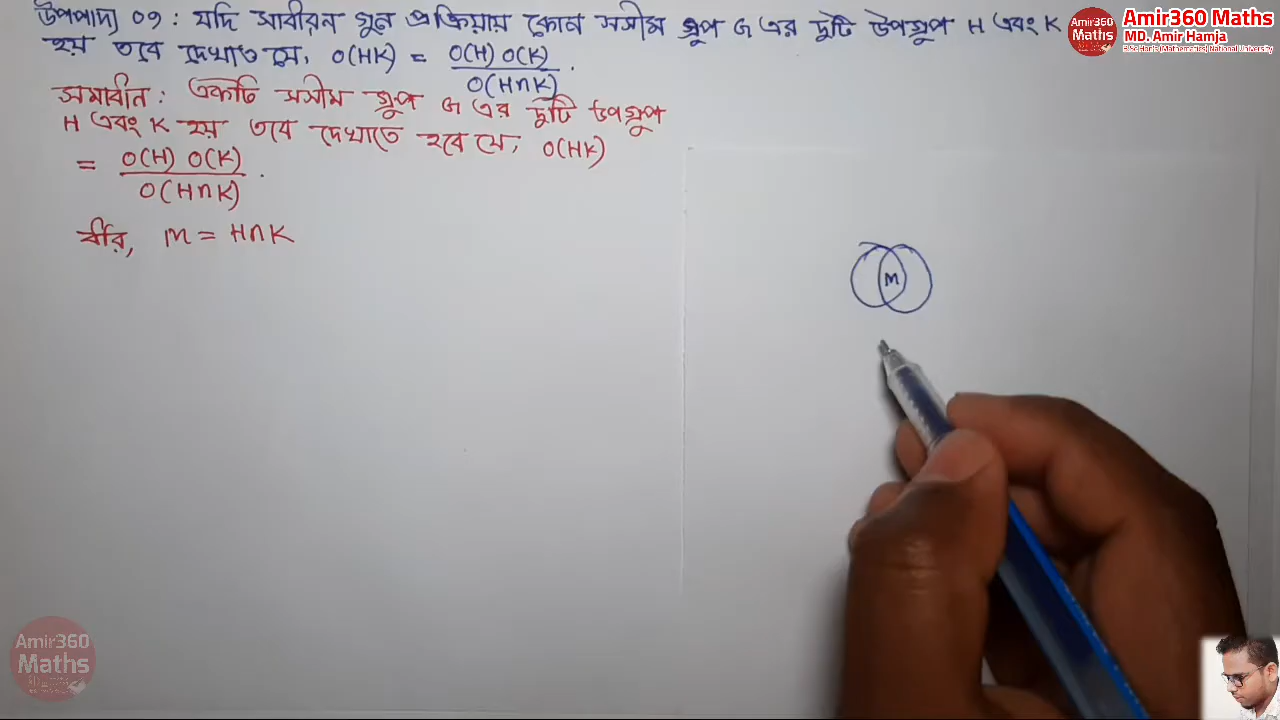 উপপাদ্য ০৭: যদি সাধারন গুন প্রক্রিয়ায় কোন সসীম গ্রুপ G এর দুটি উপগ্রুপ H এবং K
হয় তবে দেখাও যে, O(HK) = O(H) O(K) / O(H∩K).
সমাধান: একটি সসীম গ্রুপ G এর দুটি উপগ্রুপ
H এবং K হয় তবে দেখাতে হবে যে, O(HK)
= O(H) O(K) / O(H∩K).
ধরি, M = H∩K
M
Amir360 Maths
MD. Amir Hamja
Amir360
Maths
Amir360
Maths